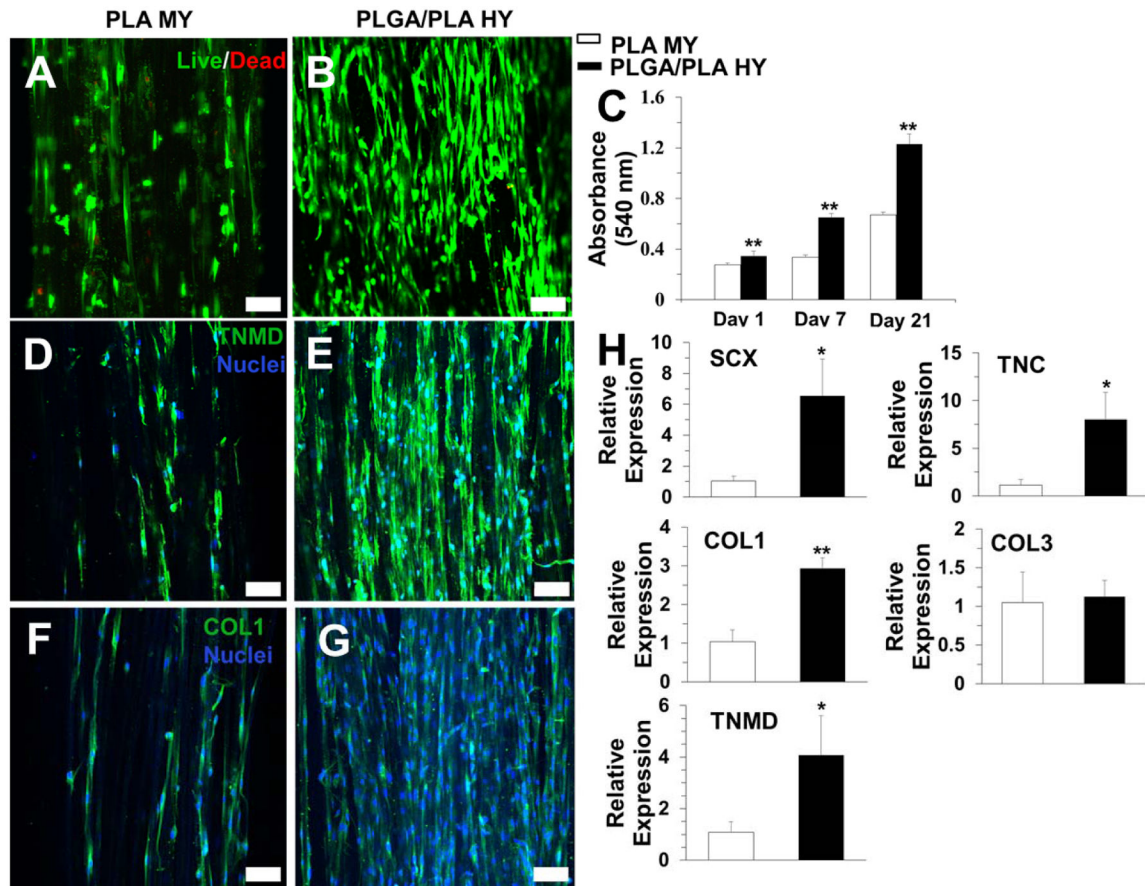 PLA MY
PLGA/PLA HY
A
Live/Dead
B
PLA MY
PLGA/PLA HY
C
Absorbance
(540 nm)
1.6
1.2
0.8
0.4
0
**
**
**
Day 1
Day 7
Day 21
D
TNMD
Nuclei
E
F
COL1
Nuclei
G
H
SCX
Relative
Expression
10
8
6
4
2
0
*
TNC
Relative
Expression
15
10
5
0
*
COL1
Relative
Expression
4
3
2
1
0
**
COL3
Relative
Expression
2
1.5
1
0.5
0
TNMD
Relative
Expression
6
4
2
0
*